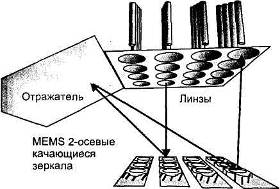 Отражатель
Линзы
MEMS 2-осевые
качающиеся
зеркала